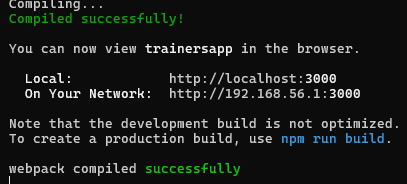 Compiling...
Compiled successfully!
You can now view trainersapp in the browser.
Local: http://localhost:3000
On Your Network: http://192.168.56.1:3000
Note that the development build is not optimized.
To create a production build, use npm run build.
webpack compiled successfully